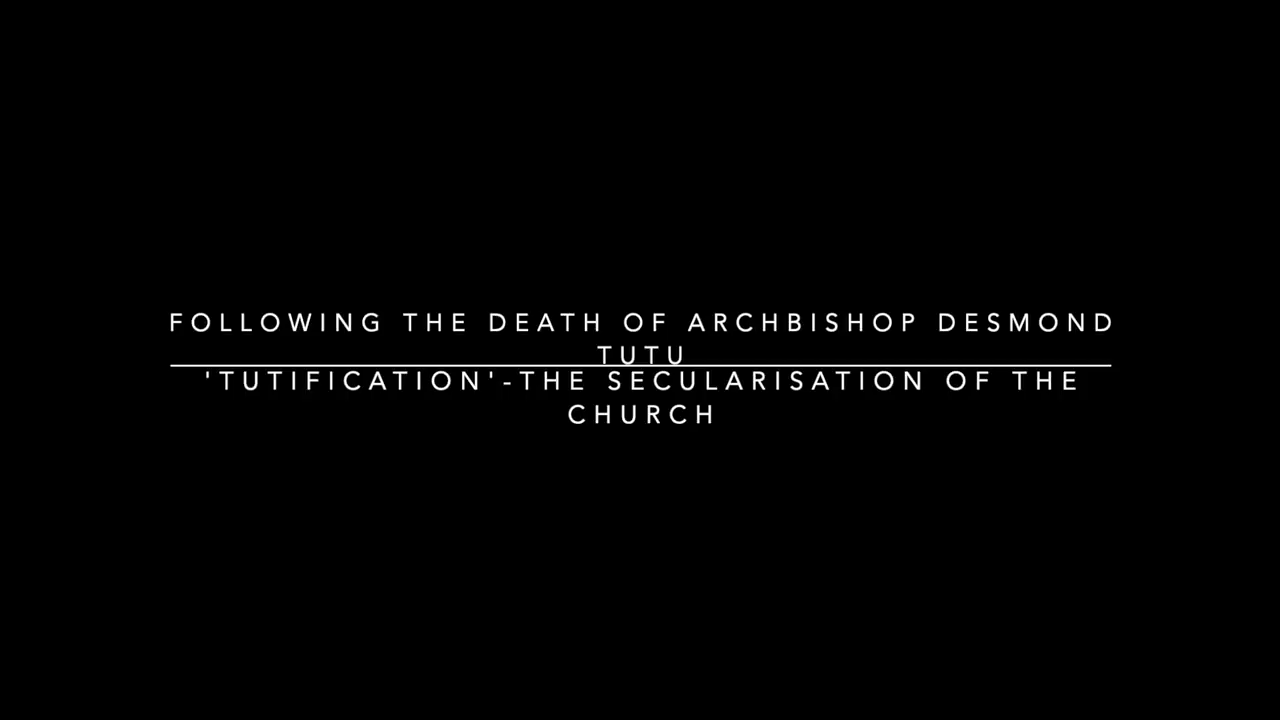 FOLLOWING THE DEATH OF ARCHBISHOP DESMOND
TUTU
'TUTIFICATION'-THE SECULARISATION OF THE
CHURCH